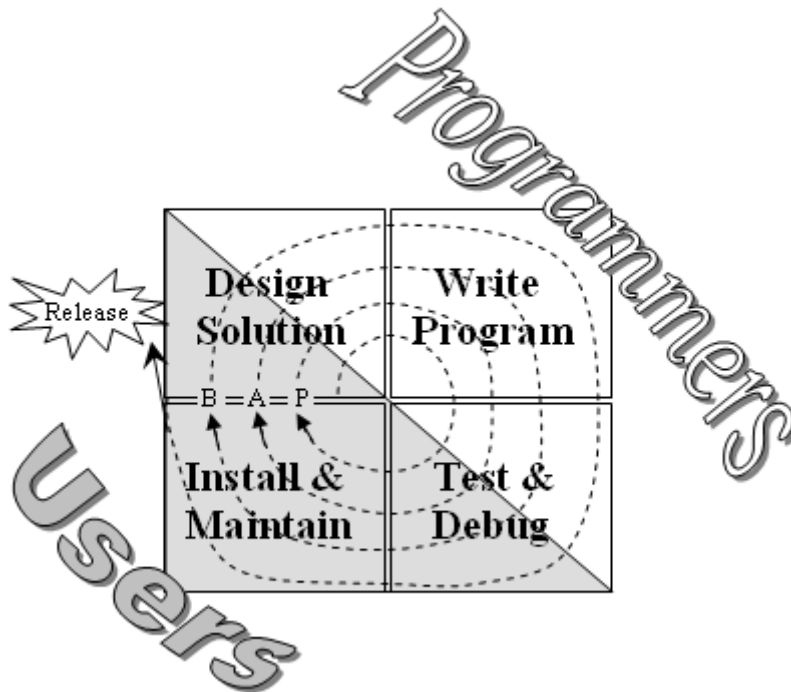 Programmers
Design
Solution
Write
Program
Release
B A P
Install &
Maintain
Test &
Debug
Users